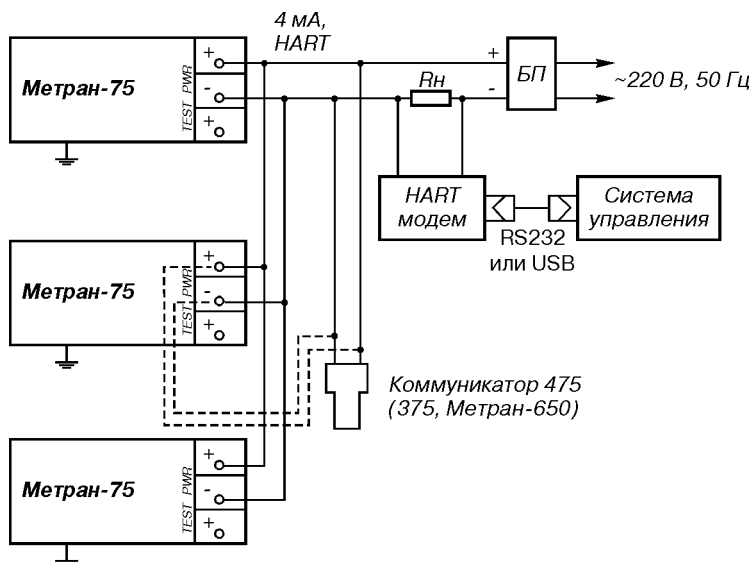 4 мА,
HART
+
-
Rн
БП
~220 В, 50 Гц
Метран-75
TEST PWR
+
-
+
HART
модем
RS232
или USB
Система
управления
Метран-75
TEST PWR
+
-
+
Коммуникатор 475
(375, Метран-650)
Метран-75
TEST PWR
+
-
+